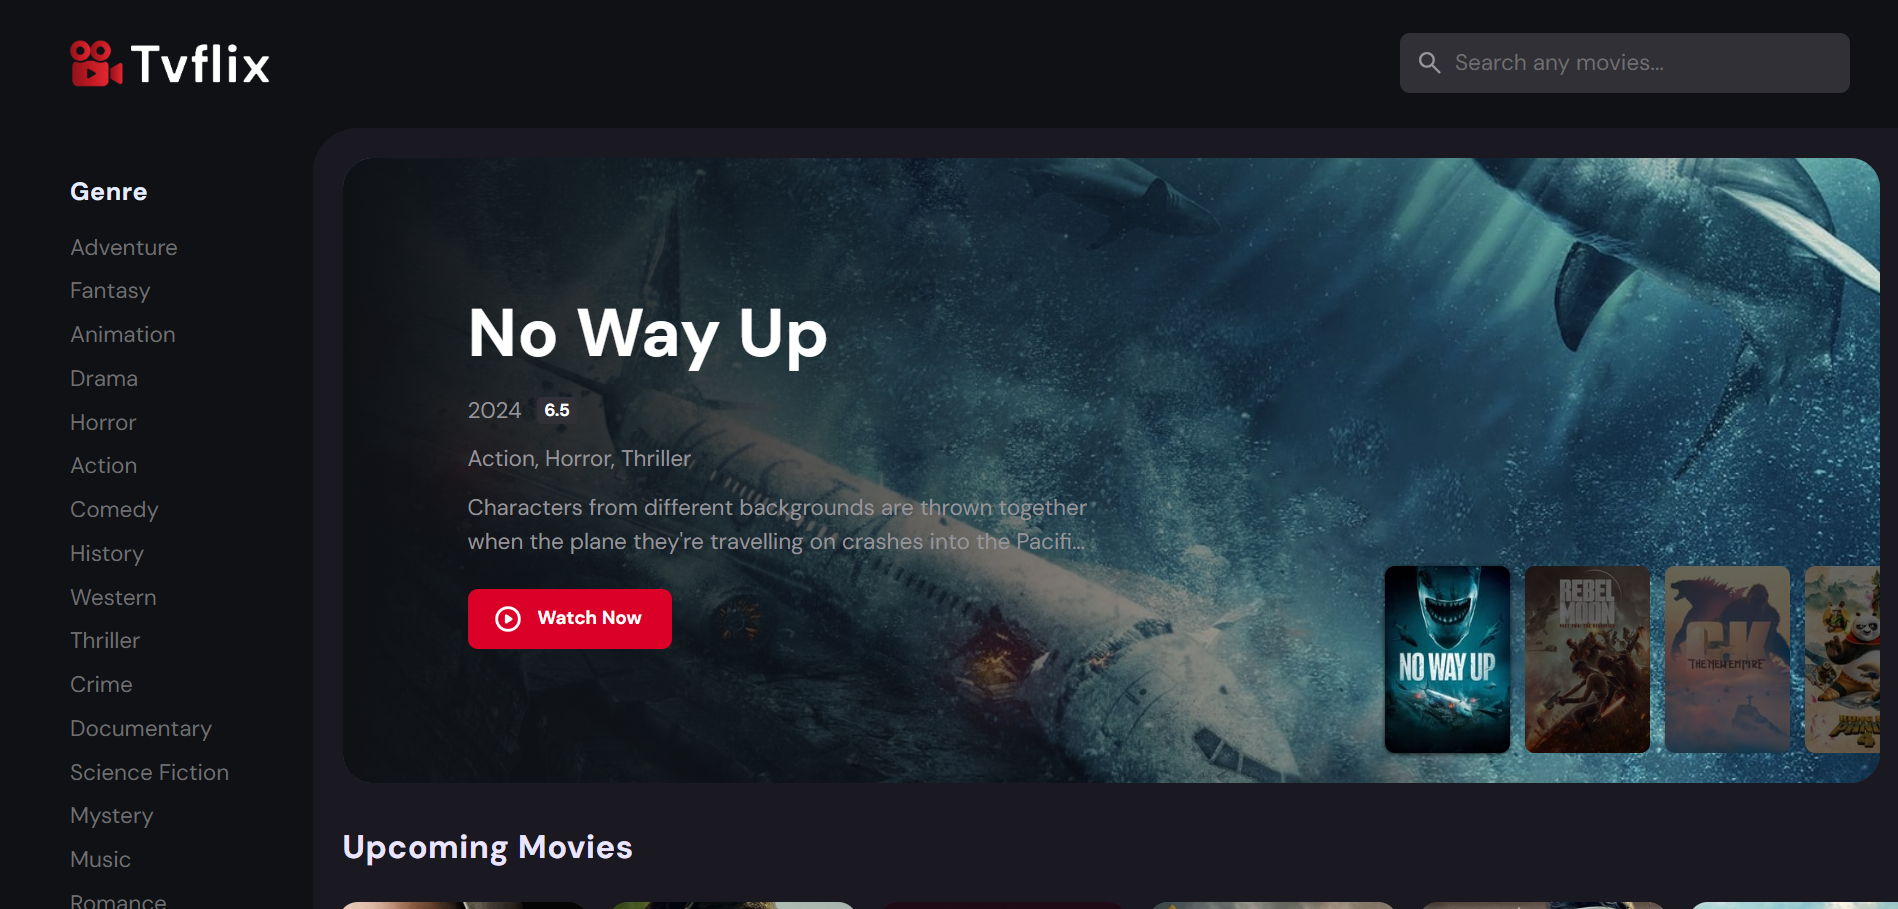 Tvflix
Search any movies...
Genre
Adventure
Fantasy
Animation
Drama
Horror
Action
Comedy
History
Western
Thriller
Crime
Documentary
Science Fiction
Mystery
Music
Romance
No Way Up
2024 6.5
Action, Horror, Thriller
Characters from different backgrounds are thrown together
when the plane they're travelling on crashes into the Pacifi...
Watch Now
NO WAY UP
REBEL
MOON
GK
THE NEW EMPIRE
Upcoming Movies